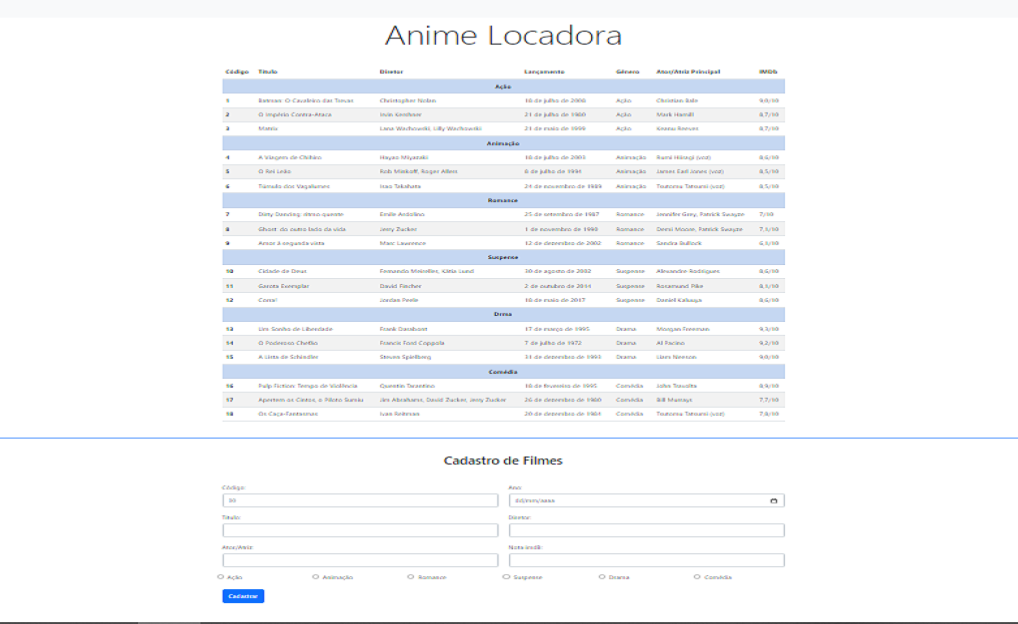 Anime Locadora
Código Título Diretor Lançamento Gênero Ator/Atriz Principal IMDb
Ação
1 Batman: O Cavaleiro das Trevas Christopher Nolan 18 de julho de Ação Christian Bale 9,0/10
2 O Império Contra-Ataca Irvin Kershner 21 de julho de 1980 Ação Mark Hamill 8,7/10
3 Matrix Lana Wachowski, Lilly Wachowski 21 de maio de 1999 Ação Keanu Reeves 8,7/10
Animação
4 A Viagem de Chihiro Hayao Miyazaki 18 de julho de Animação Rumi Hiiragi (voz) 8,6/10
5 O Rei Leão Rob Minkoff, Roger Allers 8 de julho de 1994 Animação James Earl Jones (voz) 8,5/10
6 Túmulo dos Vagalumes Isao Takahata 24 de novembro de Animação Tsutomu Tatsumi (voz) 8,5/10
Romance
7 Dirty Dancing: ritmo quente Emile Ardolino 25 de setembro de 1987 Romance Jennifer Grey, Patrick Swayze 7/10
8 Ghost: do outro lado da vida Jerry Zucker 1 de novembro de 1990 Romance Demi Moore, Patrick Swayze 7,1/10
9 Amor à segunda vista Marc Lawrence 12 de dezembro de 2002 Romance Sandra Bullock 6,1/10
Suspense
10 Cidade de Deus Fernando Meirelles, Kátia Lund 30 de agosto de 2002 Suspense Alexandre Rodrigues 8,6/10
11 Garota Exemplar David Fincher 2 de outubro de 2014 Suspense Rosamund Pike 8,1/10
12 Corra! Jordan Peele 18 de maio de 2017 Suspense Daniel Kaluuya
Drma
13 Um Sonho de Liberdade Frank Darabont 17 de março de 1995 Drama Morgan Freeman 9,3/10
14 O Poderoso Chefão Francis Ford Coppola 7 de julho de 1972 Drama Al Pacino 9,2/10
15 A Lista de Schindler Steven Spielberg 31 de dezembro de 1993 Drama Liam Neeson 9,0/10
Comédia
16 Pulp Fiction: Tempo de Violência Quentin Tarantino 18 de fevereiro de 1995 Comédia John Travolta 8,9/10
17 Apertem os Cintos, o Piloto Sumiu Jim Abrahams, David Zucker, Jerry Zucker 26 de dezembro de 1980 Comédia Bill Murrays 7,7/10
18 Os Caça-Fantasmas Ivan Reitman 20 de dezembro de 1984 Comédia Tsutomu Tatsumi (voz) 7,8/10
Cadastro de Filmes
Código: Ano:
dd/mm/aaaa
Título: Diretor:
Ator/Atriz: Nota imdb:
Ação Animação Romance Suspense Drama Comédia
Cadastrar